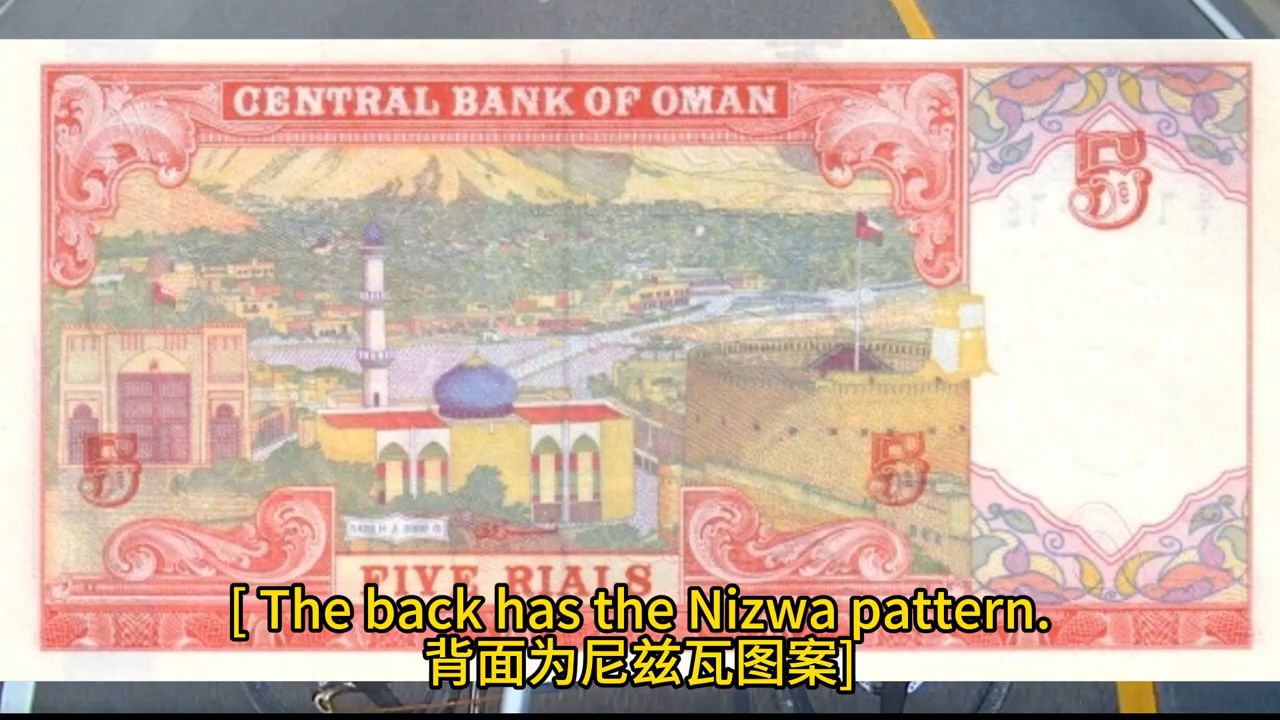 CENTRAL BANK OF OMAN
5
5
5
FIVE RIALS
[ The back has the Nizwa pattern.
背面为尼兹瓦图案]